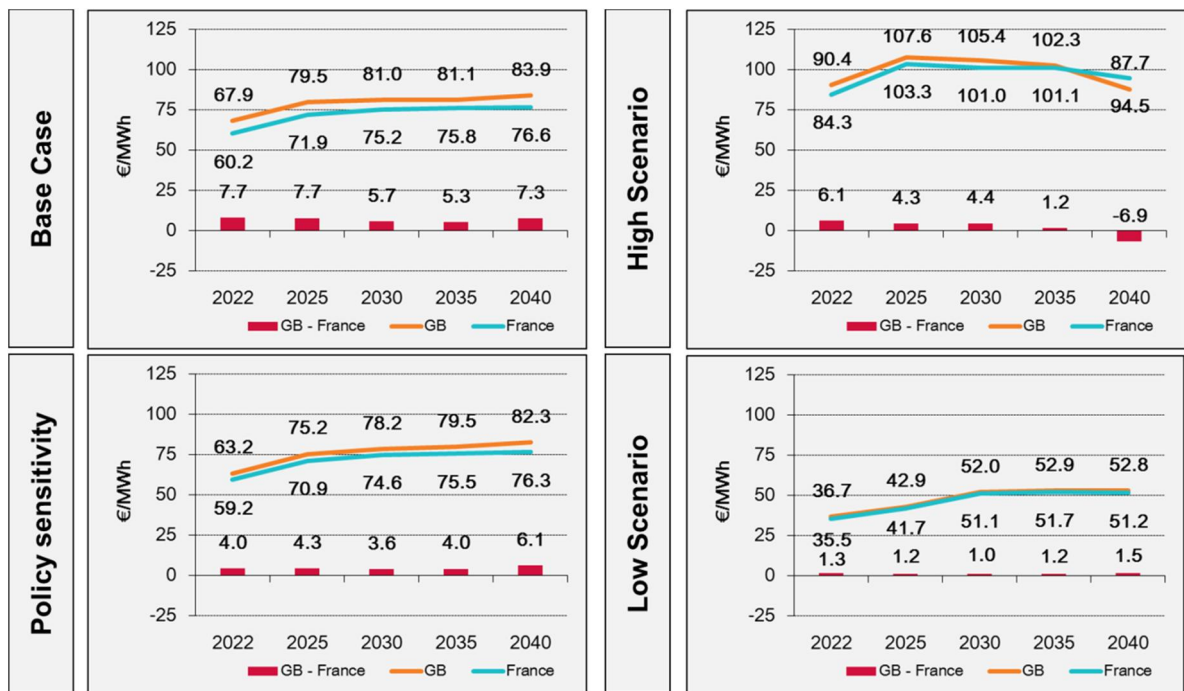 Base Case
€/MWh
125
100
75
50
25
0
-25
67.9 79.5 81.0 81.1 83.9
60.2 71.9 75.2 75.8 76.6
7.7 7.7 5.7 5.3 7.3
2022 2025 2030 2035 2040
GB - France GB France
High Scenario
€/MWh
125
100
75
50
25
0
-25
90.4 107.6 105.4 102.3 87.7
84.3 103.3 101.0 101.1 94.5
6.1 4.3 4.4 1.2 -6.9
2022 2025 2030 2035 2040
GB - France GB France
Policy sensitivity
€/MWh
125
100
75
50
25
0
-25
63.2 75.2 78.2 79.5 82.3
59.2 70.9 74.6 75.5 76.3
4.0 4.3 3.6 4.0 6.1
2022 2025 2030 2035 2040
GB - France GB France
Low Scenario
€/MWh
125
100
75
50
25
0
-25
36.7 42.9 52.0 52.9 52.8
35.5 41.7 51.1 51.7 51.2
1.3 1.2 1.0 1.2 1.5
2022 2025 2030 2035 2040
GB - France GB France